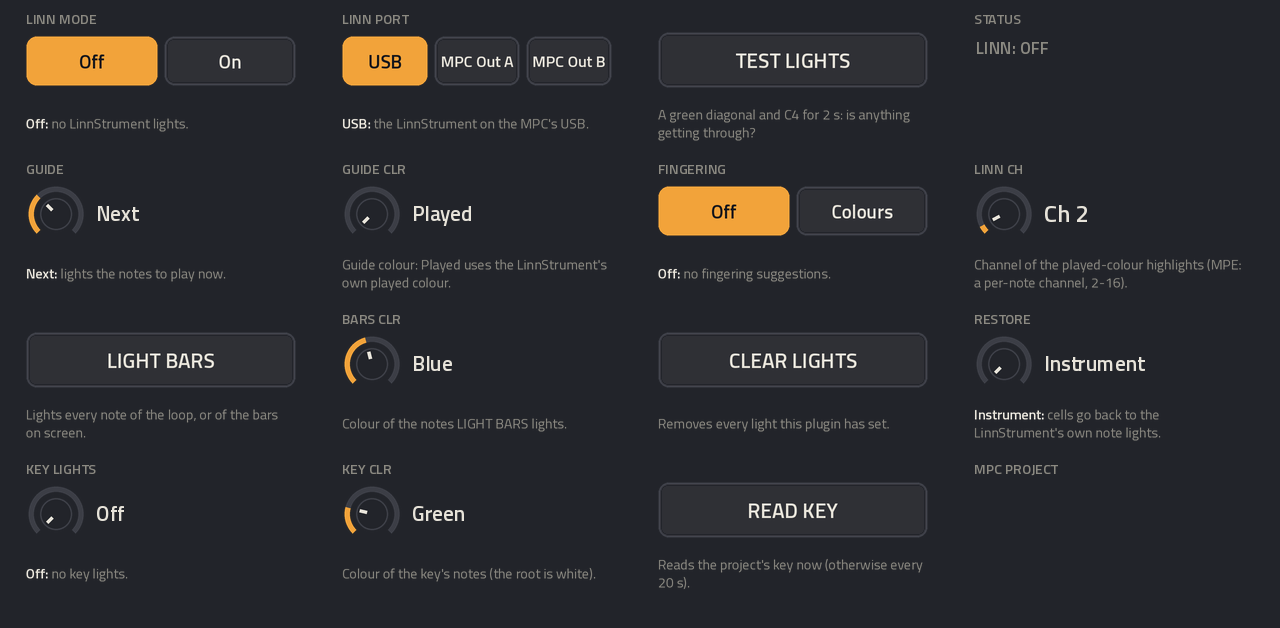 LINN MODE
LINN PORT
STATUS
Off
On
USB
MPC Out A
MPC Out B
TEST LIGHTS
LINN: OFF
Off: no LinnStrument lights.
USB: the LinnStrument on the MPC's USB.
A green diagonal and C4 for 2 s: is anything
getting through?
GUIDE
GUIDE CLR
FINGERING
LINN CH
Next
Played
Off
Colours
Ch 2
Next: lights the notes to play now.
Guide colour: Played uses the LinnStrument's
own played colour.
Off: no fingering suggestions.
Channel of the played-colour highlights (MPE:
a per-note channel, 2-16).
BARS CLR
RESTORE
LIGHT BARS
Blue
CLEAR LIGHTS
Instrument
Lights every note of the loop, or of the bars
on screen.
Colour of the notes LIGHT BARS lights.
Removes every light this plugin has set.
Instrument: cells go back to the
LinnStrument's own note lights.
KEY LIGHTS
KEY CLR
MPC PROJECT
Off
Green
READ KEY
Off: no key lights.
Colour of the key's notes (the root is white).
Reads the project's key now (otherwise every
20 s).